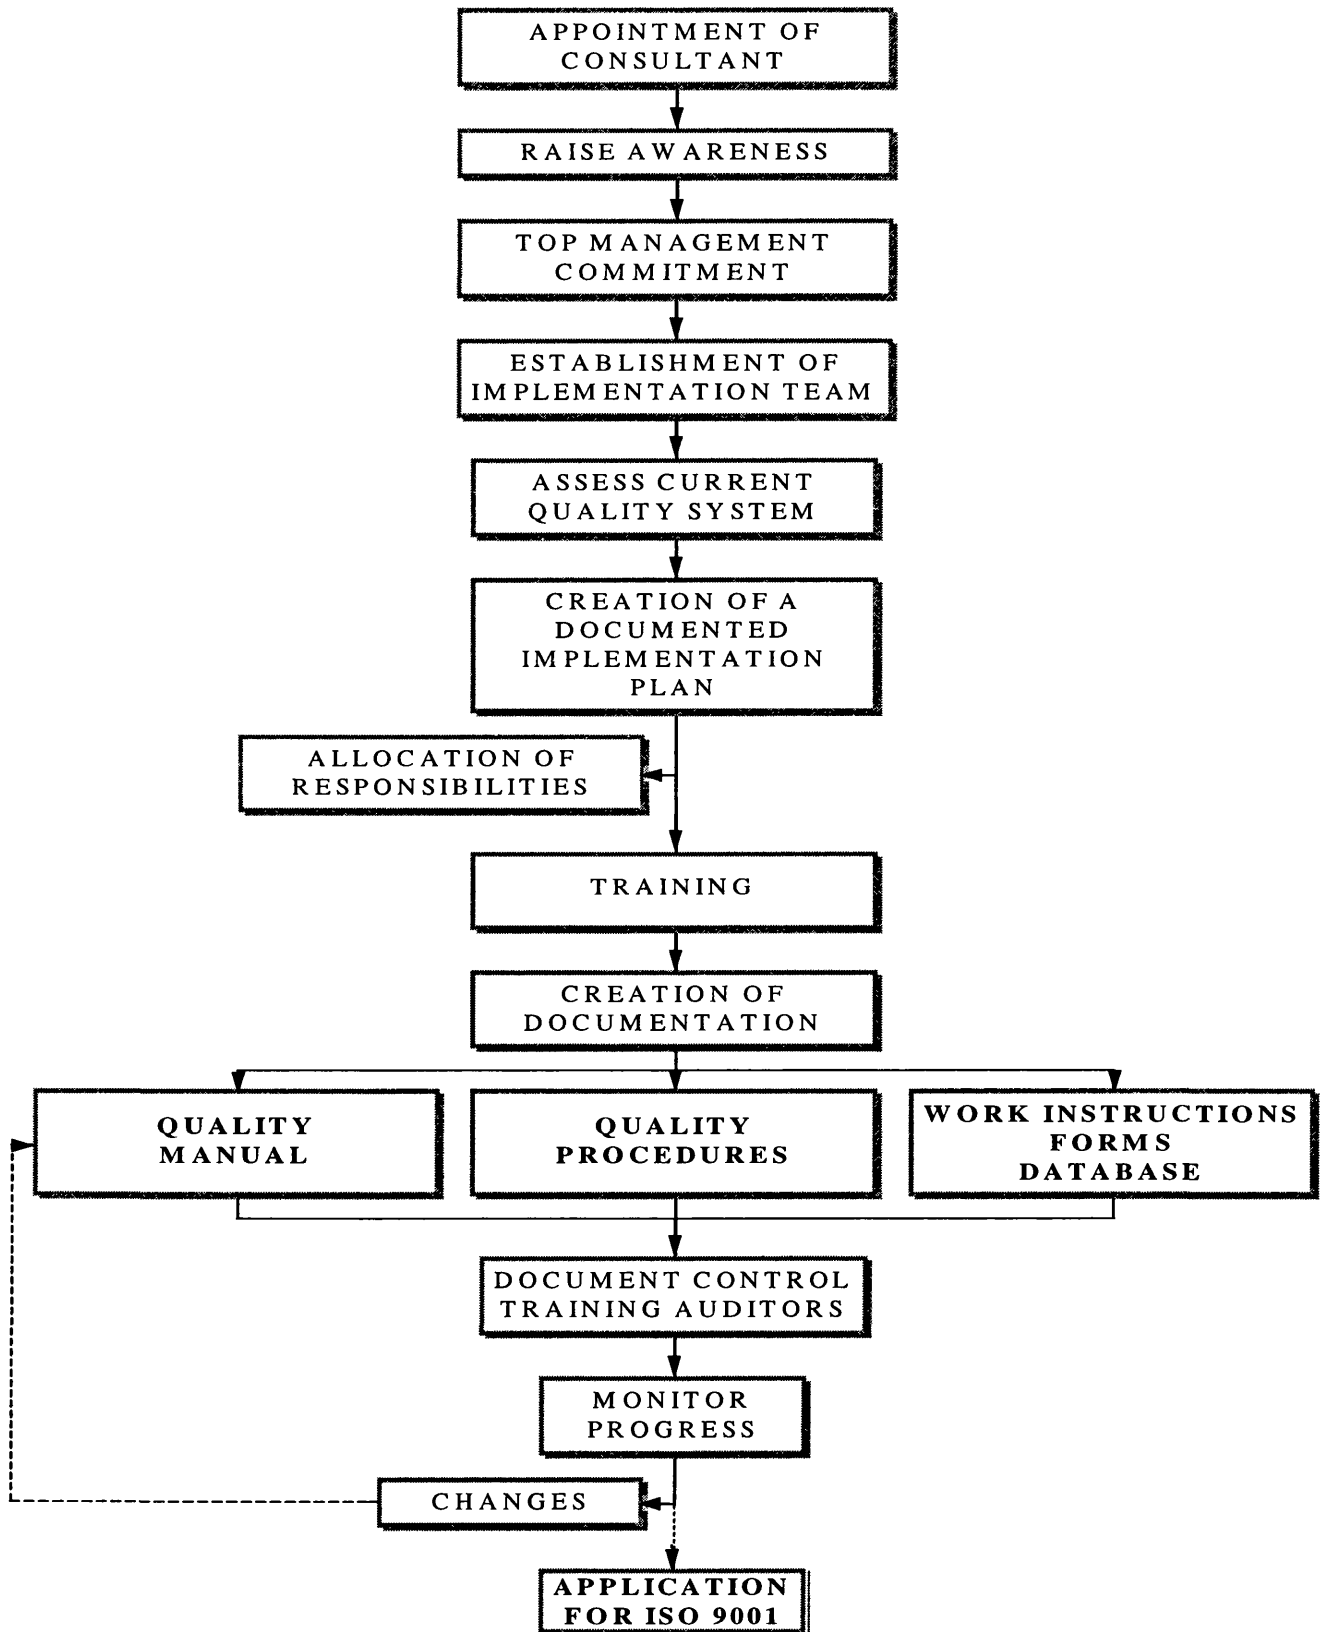 APPOINTMENT OF
CONSULTANT
RAISE AWARENESS
TOP MANAGEMENT
COMMITMENT
ESTABLISHMENT OF
IMPLEMENTATION TEAM
ASSESS CURRENT
QUALITY SYSTEM
CREATION OF A
DOCUMENTED
IMPLEMENTATION
PLAN
ALLOCATION OF
RESPONSIBILITIES
TRAINING
CREATION OF
DOCUMENTATION
QUALITY
MANUAL
QUALITY
PROCEDURES
WORK INSTRUCTIONS
FORMS
DATABASE
DOCUMENT CONTROL
TRAINING AUDITORS
MONITOR
PROGRESS
CHANGES
APPLICATION
FOR ISO 9001